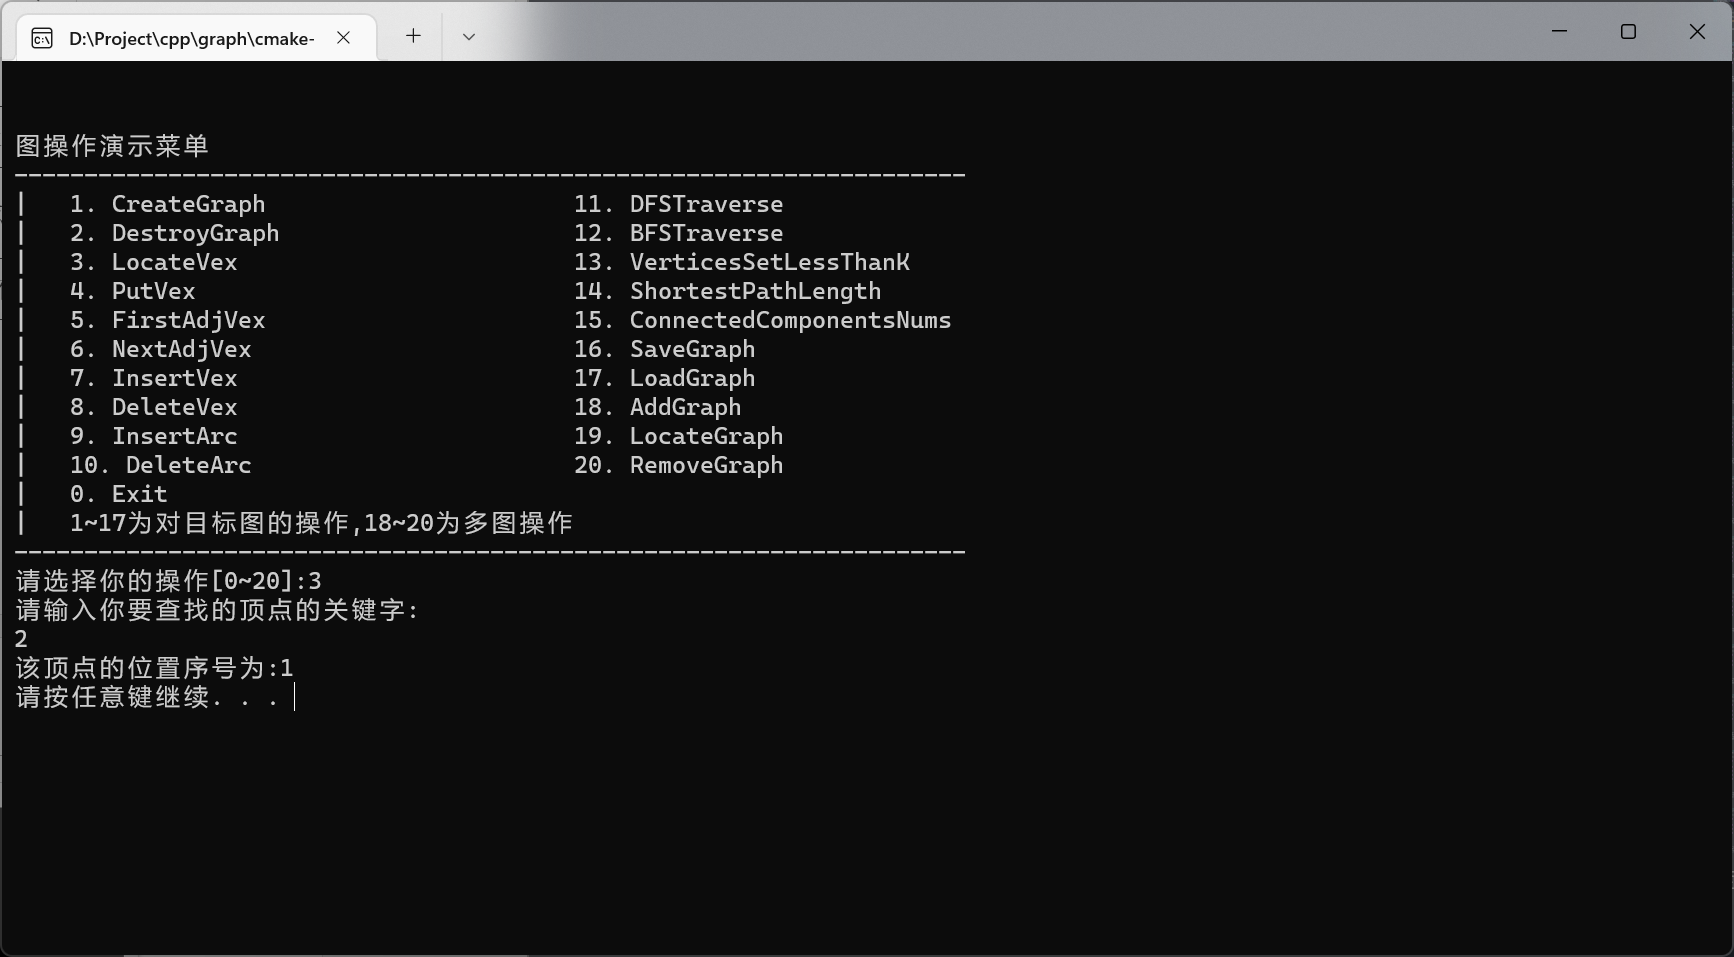 D:\Project\cpp\graph\cmake-
图操作演示菜单
--------------------------------------------------------------------
|   1. CreateGraph                      11. DFSTraverse
|   2. DestroyGraph                     12. BFSTraverse
|   3. LocateVex                        13. VerticesSetLessThanK
|   4. PutVex                           14. ShortestPathLength
|   5. FirstAdjVex                      15. ConnectedComponentsNums
|   6. NextAdjVex                       16. SaveGraph
|   7. InsertVex                        17. LoadGraph
|   8. DeleteVex                        18. AddGraph
|   9. InsertArc                        19. LocateGraph
|   10. DeleteArc                       20. RemoveGraph
|   0. Exit
|   1~17为对目标图的操作,18~20为多图操作
--------------------------------------------------------------------
请选择你的操作[0~20]:3
请输入你要查找的顶点的关键字:
2
该顶点的位置序号为:1
请按任意键继续. . .